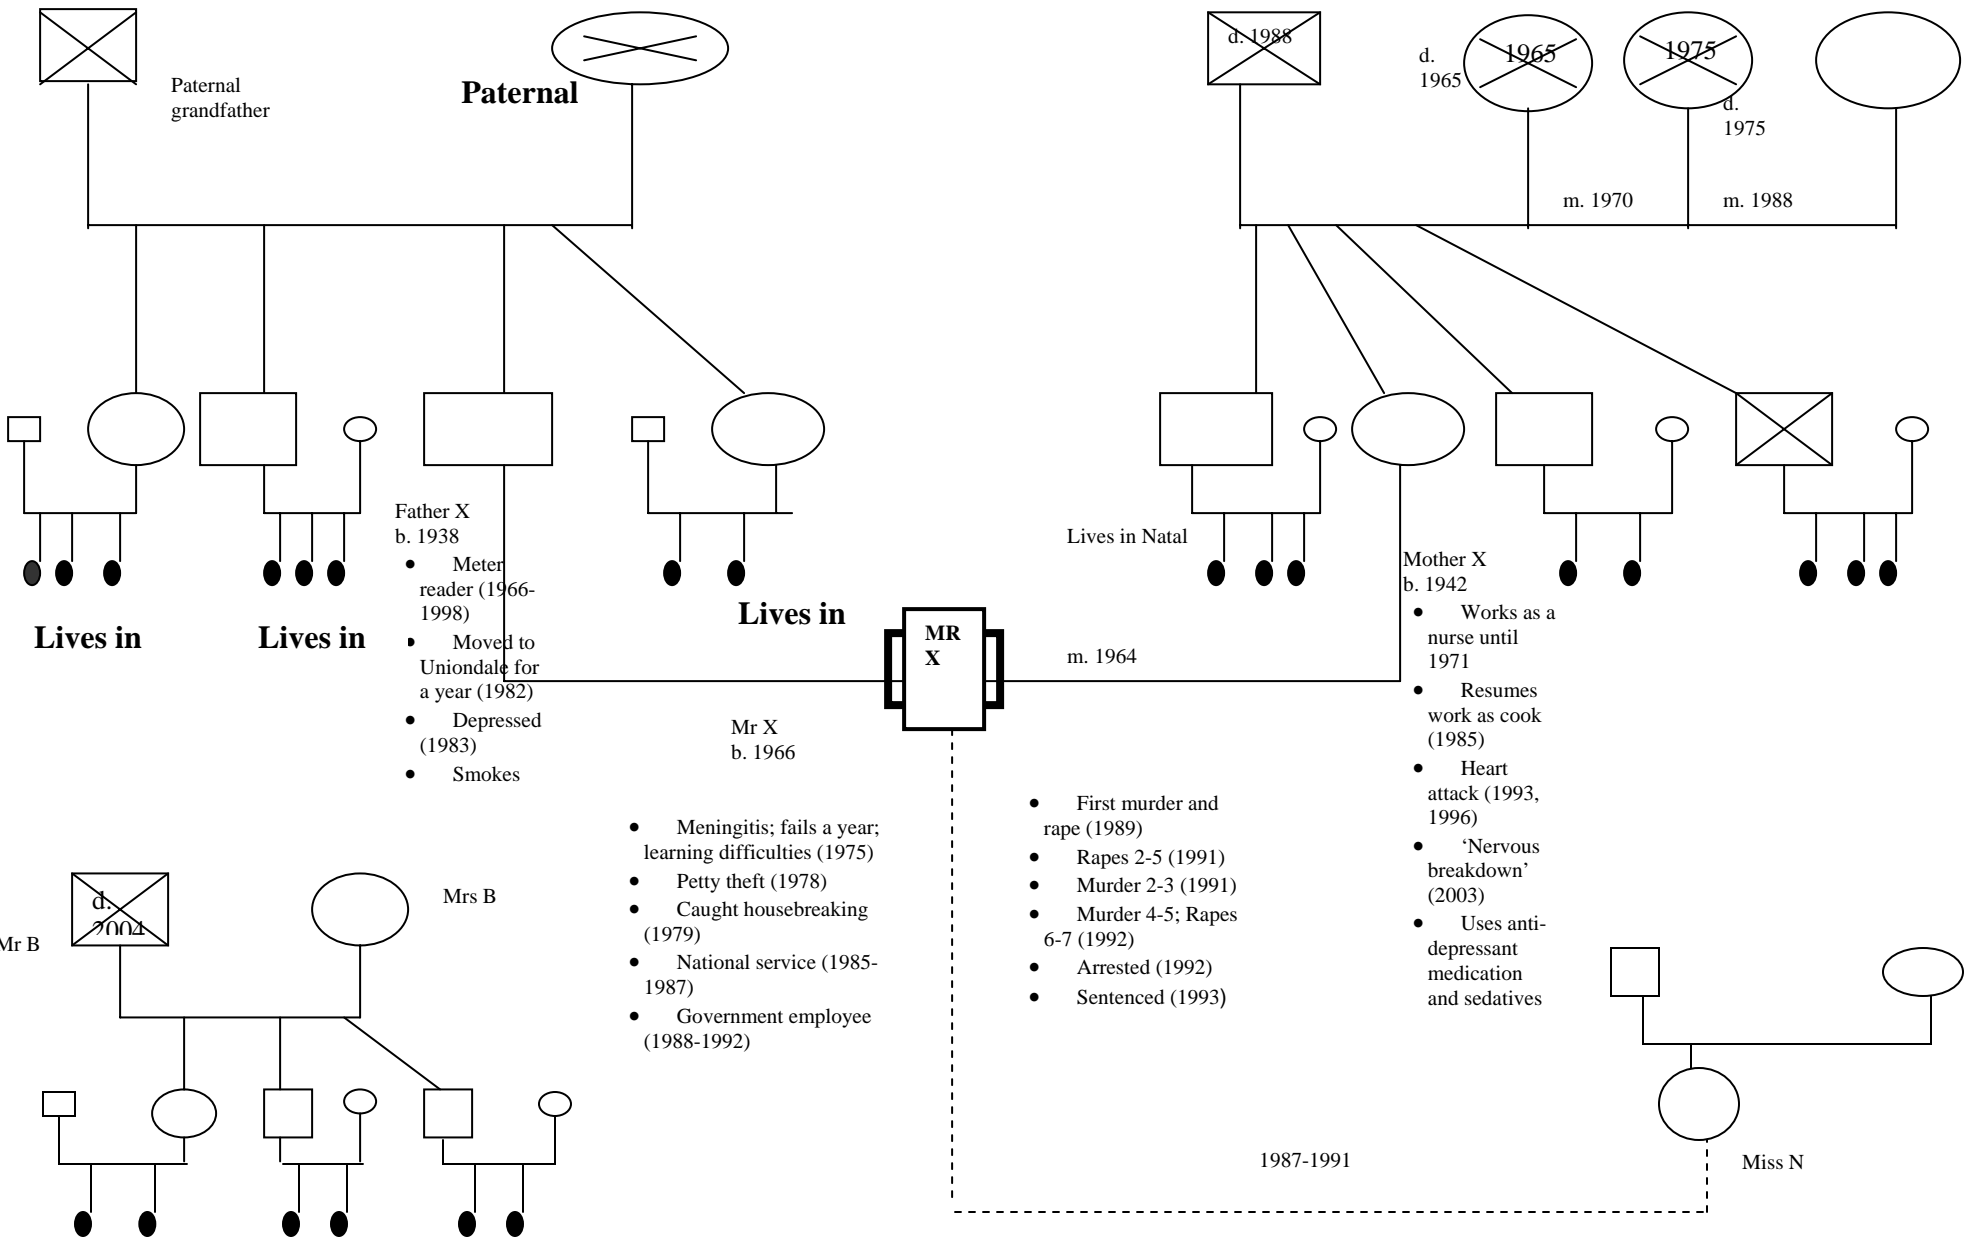 Paternal
grandfather
Paternal
d. 1988
d.
1965
1965
1975
d.
1975
m. 1970
m. 1988
Father X
b. 1938
• Meter
reader (1966-
1998)
• Moved to
Uniondale for
a year (1982)
• Depressed
(1983)
• Smokes
Lives in
Lives in
Lives in
MR
X
Lives in Natal
m. 1964
Mother X
b. 1942
• Works as a
nurse until
1971
• Resumes
work as cook
(1985)
• Heart
attack (1993,
1996)
• ‘Nervous
breakdown’
(2003)
• Uses anti-
depressant
medication
and sedatives
Mr X
b. 1966
• Meningitis; fails a year;
learning difficulties (1975)
• Petty theft (1978)
• Caught housebreaking
(1979)
• National service (1985-
1987)
• Government employee
(1988-1992)
• First murder and
rape (1989)
• Rapes 2-5 (1991)
• Murder 2-3 (1991)
• Murder 4-5; Rapes
6-7 (1992)
• Arrested (1992)
• Sentenced (1993)
Mr B
d.
2004
Mrs B
1987-1991
Miss N